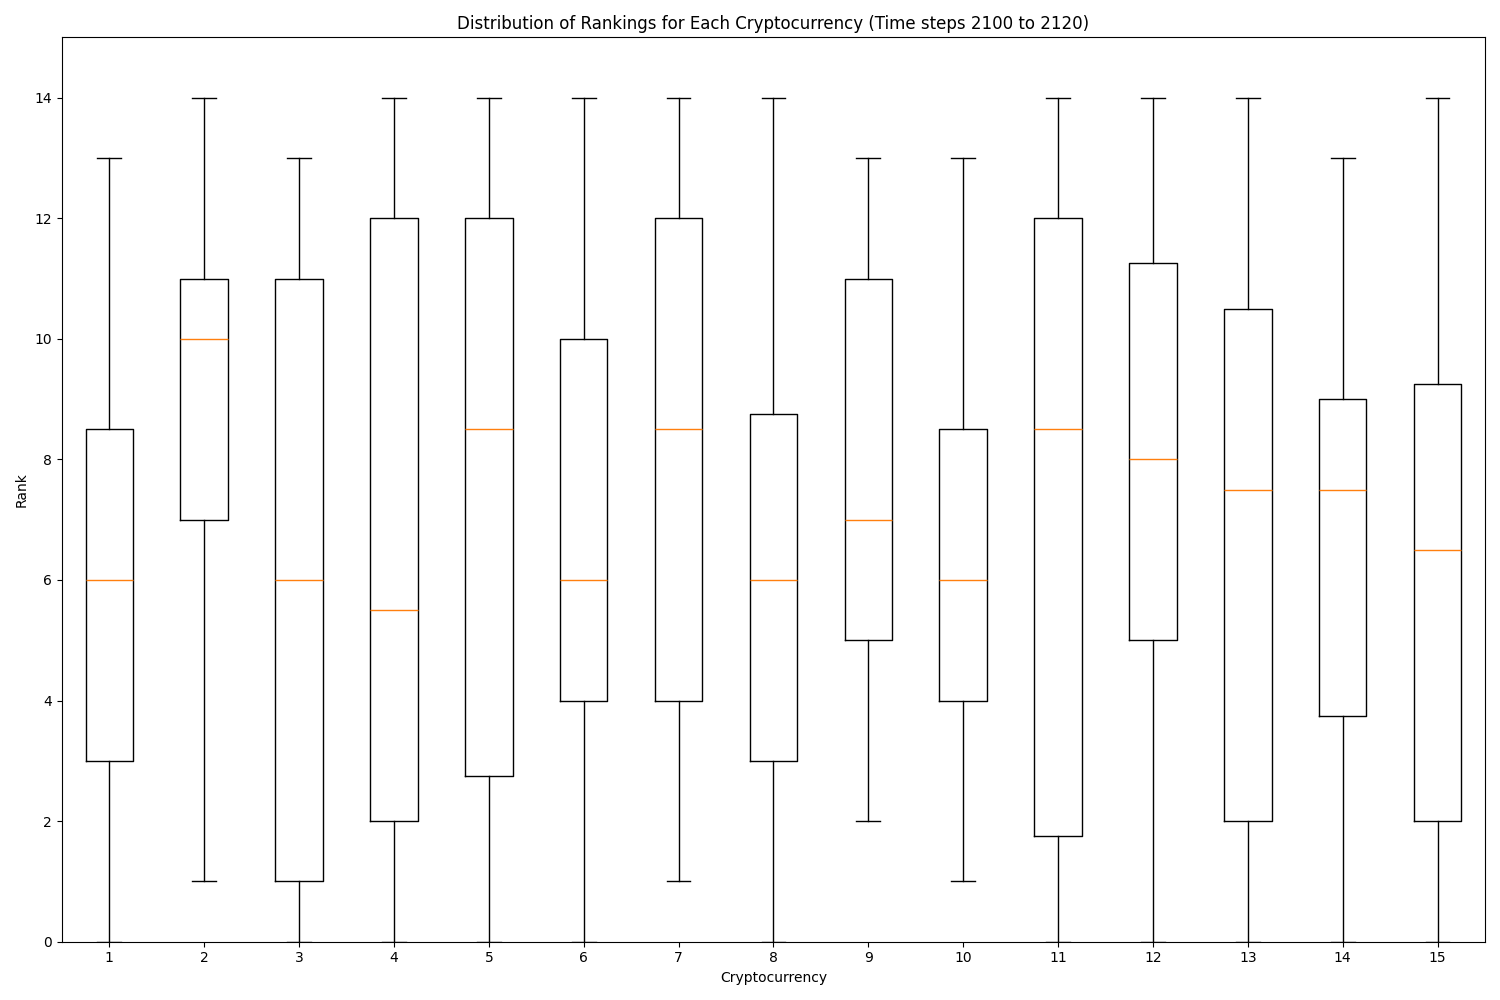 Distribution of Rankings for Each Cryptocurrency (Time steps 2100 to 2120)
Rank
14
12
10
8
6
4
2
0
1 2 3 4 5 6 7 8 9 10 11 12 13 14 15
Cryptocurrency